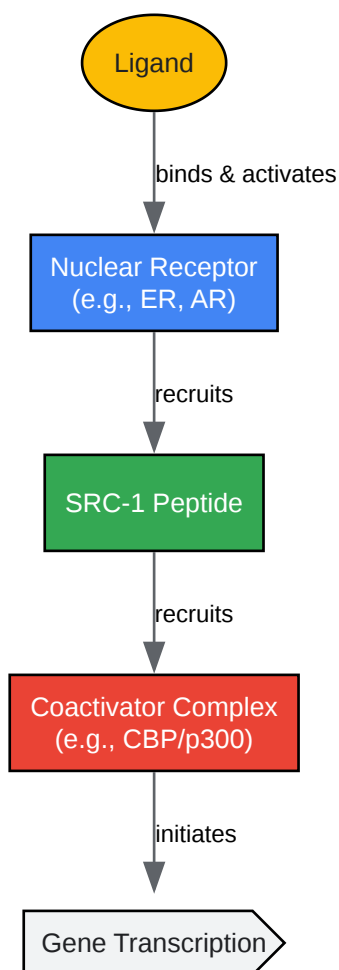 Ligand
binds & activates
Nuclear Receptor
(e.g., ER, AR)
recruits
SRC-1 Peptide
recruits
Coactivator Complex
(e.g., CBP/p300)
initiates
Gene Transcription